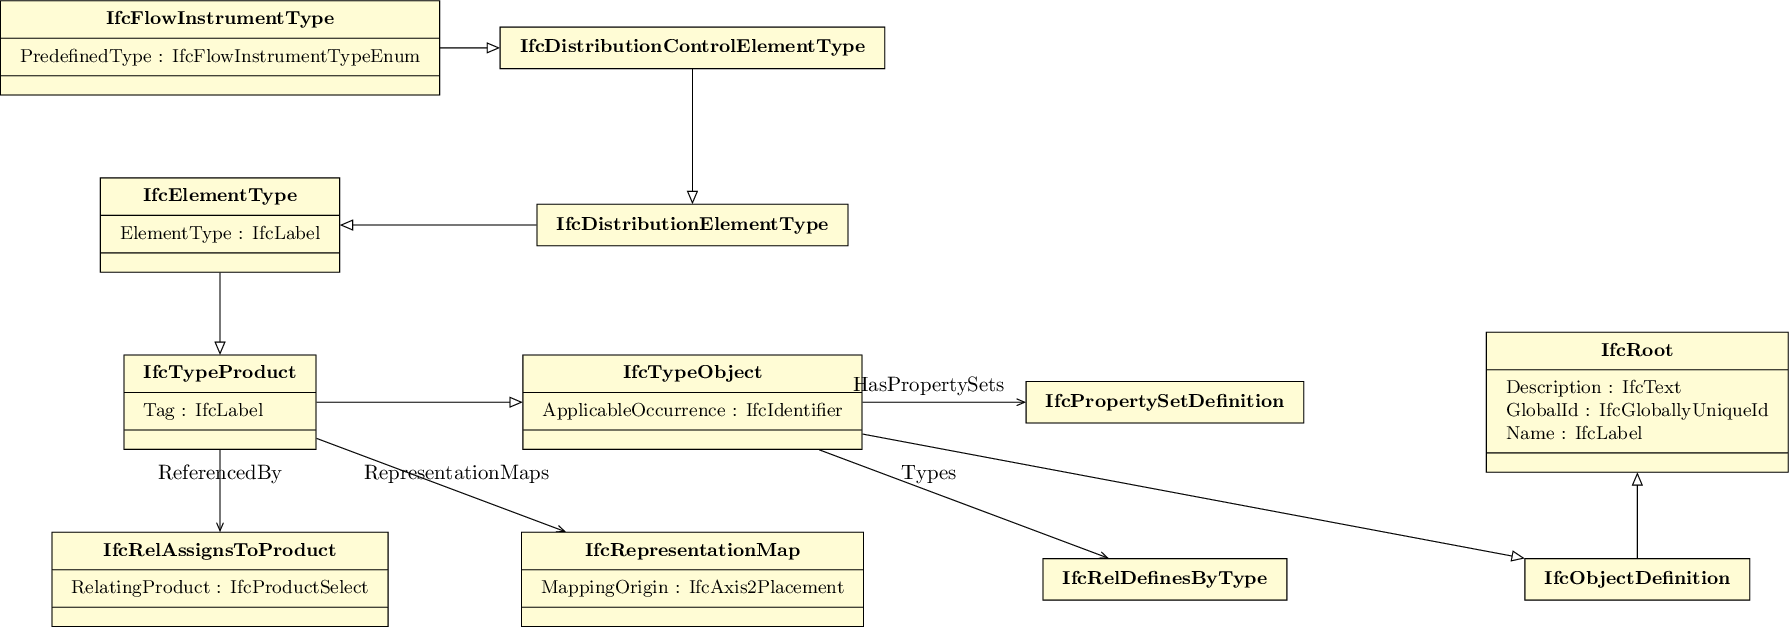 IfcFlowInstrumentType
PredefinedType : IfcFlowInstrumentTypeEnum
IfcDistributionControlElementType
IfcElementType
ElementType : IfcLabel
IfcDistributionElementType
IfcTypeProduct
Tag : IfcLabel
IfcTypeObject
ApplicableOccurrence : IfcIdentifier
HasPropertySets
IfcPropertySetDefinition
IfcRoot
Description : IfcText
GlobalId : IfcGloballyUniqueId
Name : IfcLabel
ReferencedBy
RepresentationMaps
Types
IfcRelAssignsToProduct
RelatingProduct : IfcProductSelect
IfcRepresentationMap
MappingOrigin : IfcAxis2Placement
IfcRelDefinesByType
IfcObjectDefinition